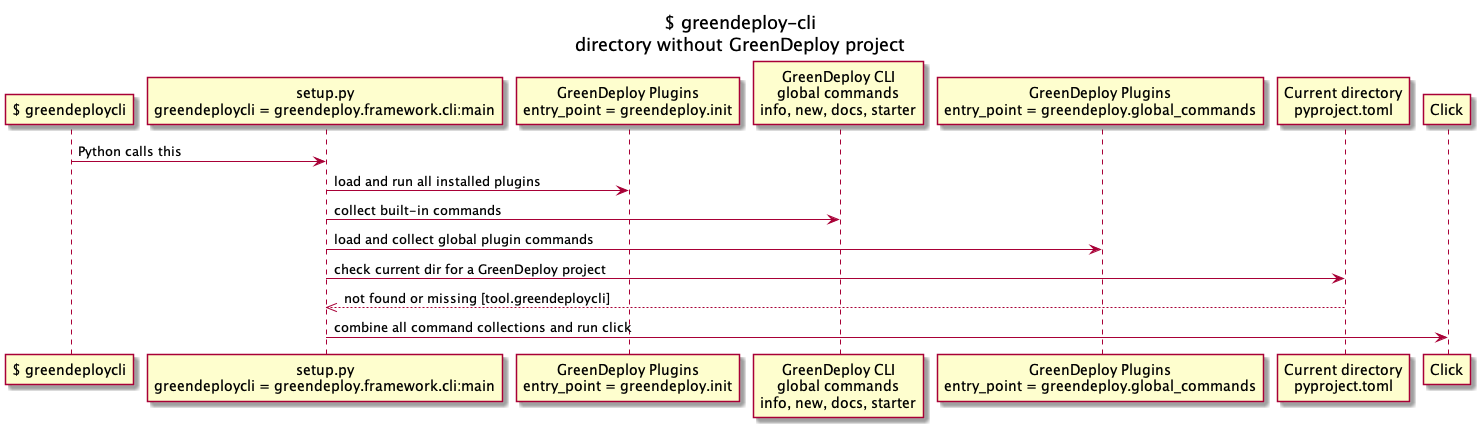 $ greendeploy-cli
directory without GreenDeploy project
$ greendeploycli
setup.py
greendeploycli = greendeploy.framework.cli:main
GreenDeploy Plugins
entry_point = greendeploy.init
GreenDeploy CLI
global commands
info, new, docs, starter
GreenDeploy Plugins
entry_point = greendeploy.global_commands
Current directory
pyproject.toml
Click
Python calls this
load and run all installed plugins
collect built-in commands
load and collect global plugin commands
check current dir for a GreenDeploy project
not found or missing [tool.greendeploycli]
combine all command collections and run click
$ greendeploycli
setup.py
greendeploycli = greendeploy.framework.cli:main
GreenDeploy Plugins
entry_point = greendeploy.init
GreenDeploy CLI
global commands
info, new, docs, starter
GreenDeploy Plugins
entry_point = greendeploy.global_commands
Current directory
pyproject.toml
Click